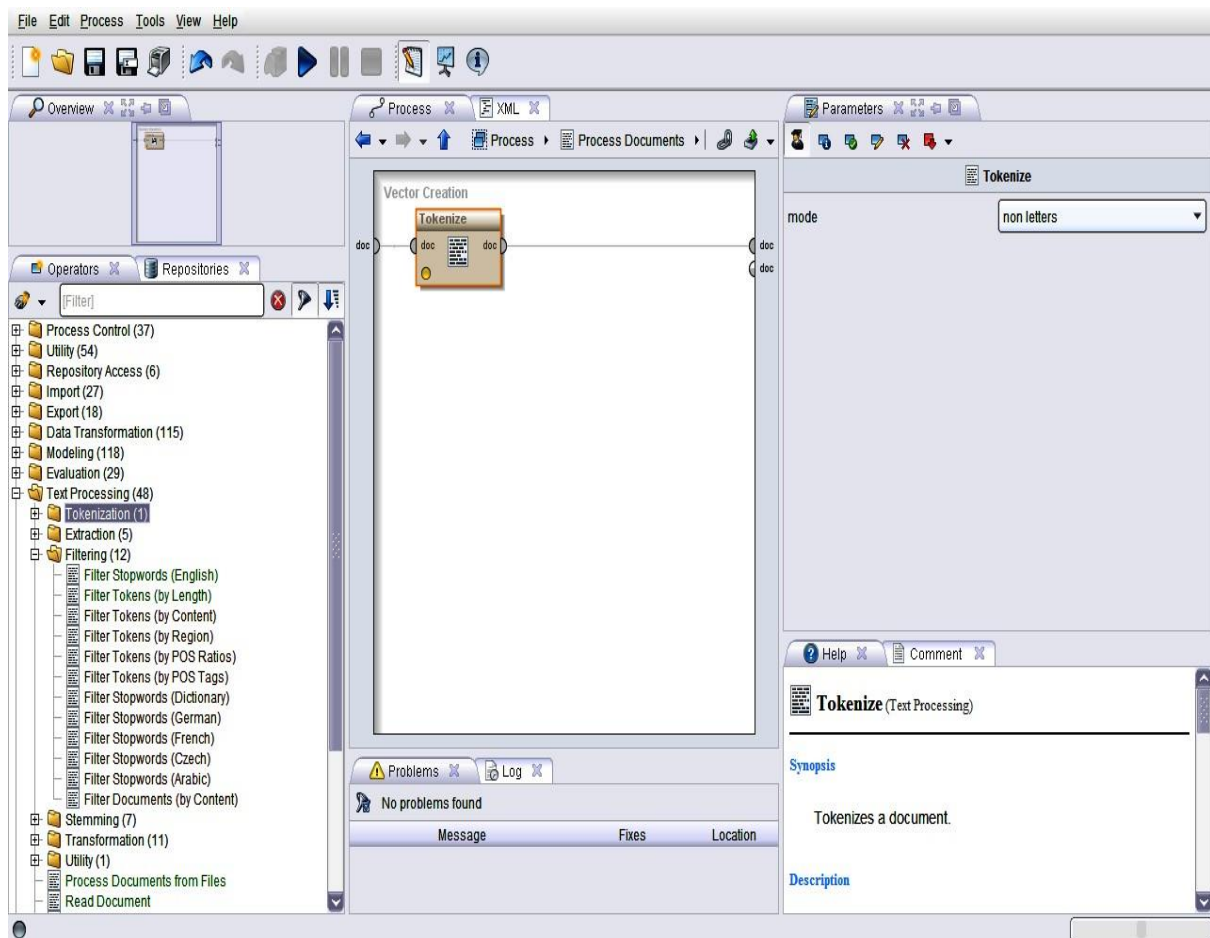 File Edit Process Tools View Help
Overview
Process
XML
Parameters
Process
Process Documents
Tokenize
mode
non letters
Vector Creation
Tokenize
doc
doc
doc
doc
doc
Operators
Repositories
[Filter]
Process Control (37)
Utility (54)
Repository Access (6)
Import (27)
Export (18)
Data Transformation (115)
Modeling (118)
Evaluation (29)
Text Processing (48)
Tokenization (1)
Extraction (5)
Filtering (12)
Filter Stopwords (English)
Filter Tokens (by Length)
Filter Tokens (by Content)
Filter Tokens (by Region)
Filter Tokens (by POS Ratios)
Filter Tokens (by POS Tags)
Filter Stopwords (Dictionary)
Filter Stopwords (German)
Filter Stopwords (French)
Filter Stopwords (Czech)
Filter Stopwords (Arabic)
Filter Documents (by Content)
Stemming (7)
Transformation (11)
Utility (1)
Process Documents from Files
Read Document
Problems
Log
No problems found
Message Fixes Location
Help
Comment
Tokenize (Text Processing)
Synopsis
Tokenizes a document.
Description